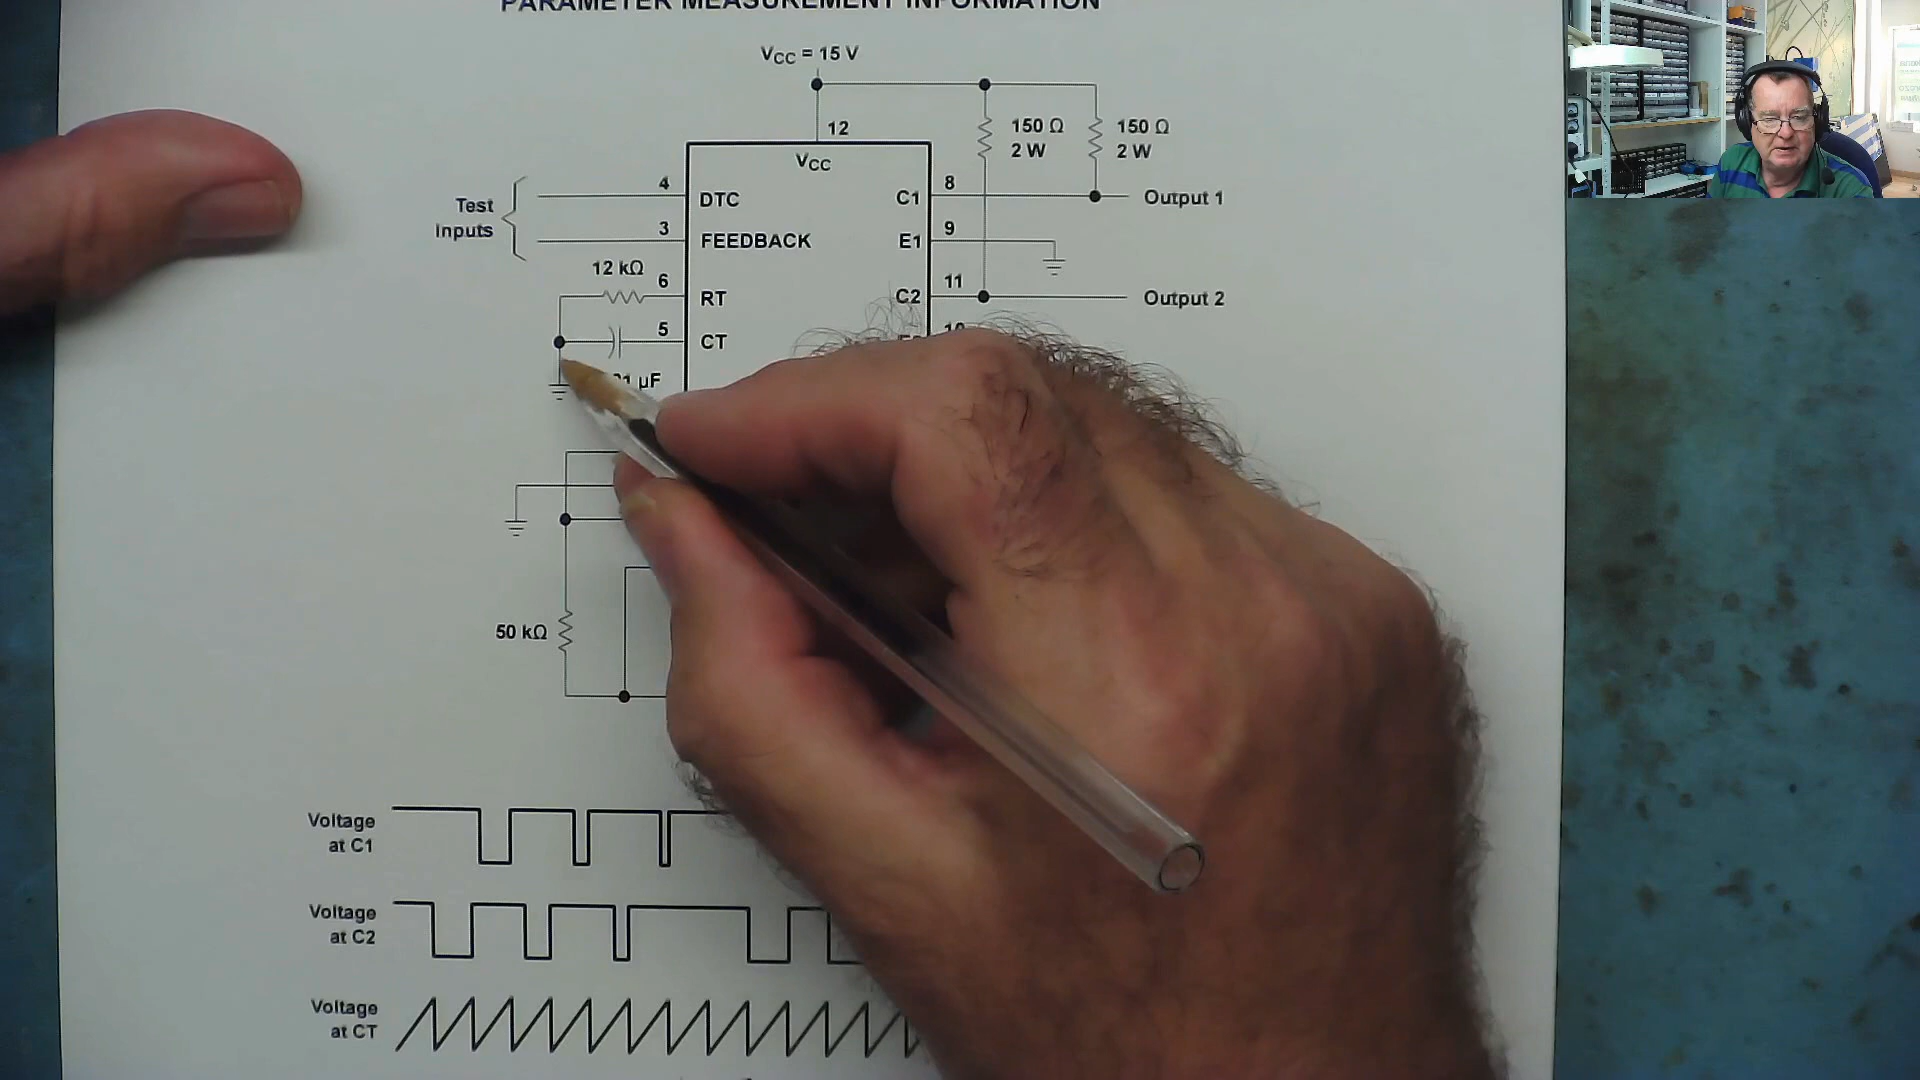 PARAMETER MEASUREMENT INFORMATION
VCC = 15 V
12
VCC
150 Ω
2 W
150 Ω
2 W
Test
Inputs
4
DTC
3
FEEDBACK
12 kΩ
6
RT
5
CT
µF
C1
8
Output 1
E1
9
C2
11
Output 2
50 kΩ
Voltage
at C1
Voltage
at C2
Voltage
at CT